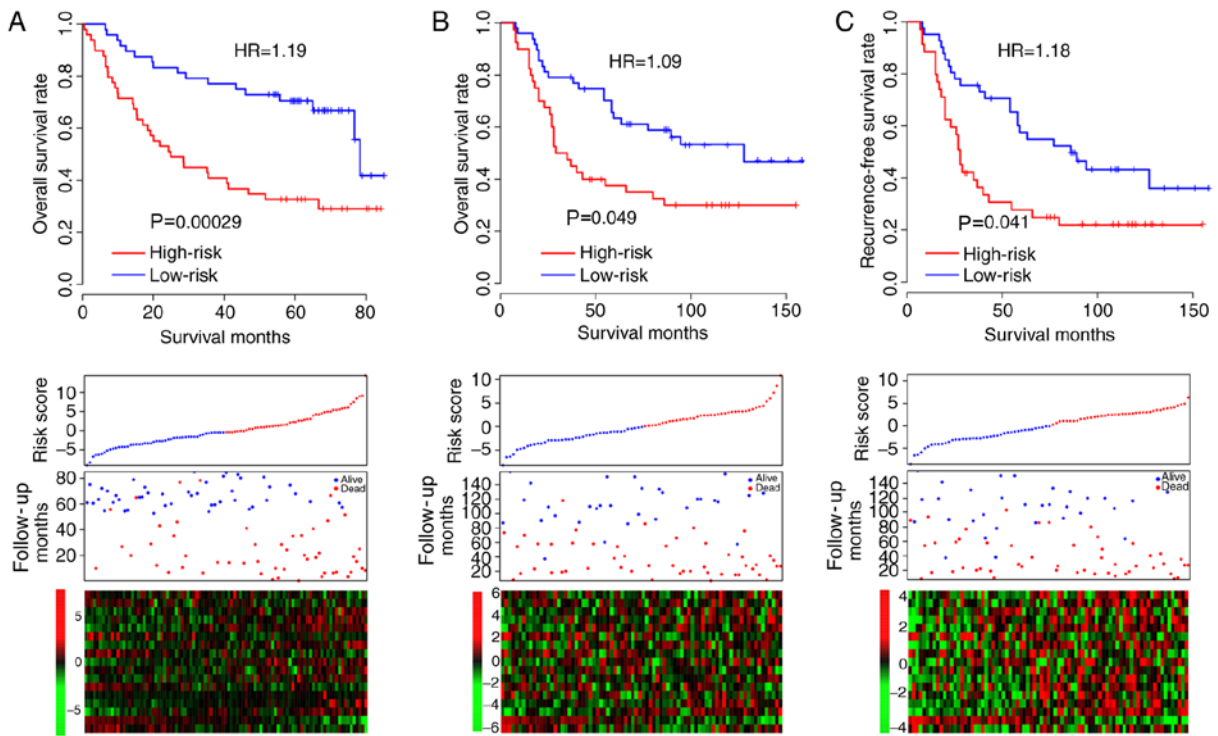 A
Overall survival rate
1.0
0.8
0.6
0.4
0.2
0.0
HR=1.19
P=0.00029
High-risk
Low-risk
0 20 40 60 80
Survival months
B
Overall survival rate
1.0
0.8
0.6
0.4
0.2
0.0
HR=1.09
P=0.049
High-risk
Low-risk
0 50 100 150
Survival months
C
Recurrence-free survival rate
1.0
0.8
0.6
0.4
0.2
0.0
HR=1.18
P=0.041
High-risk
Low-risk
0 50 100 150
Survival months
Risk score
10
5
0
−5
Follow-up
months
80
60
40
20
Alive
Dead
5
0
−5
Risk score
10
5
0
−5
Follow-up
months
140
120
100
80
60
40
20
Alive
Dead
6
4
2
0
−2
−4
−6
Risk score
10
5
0
−5
Follow-up
months
140
120
100
80
60
40
20
Alive
Dead
4
2
0
−2
−4